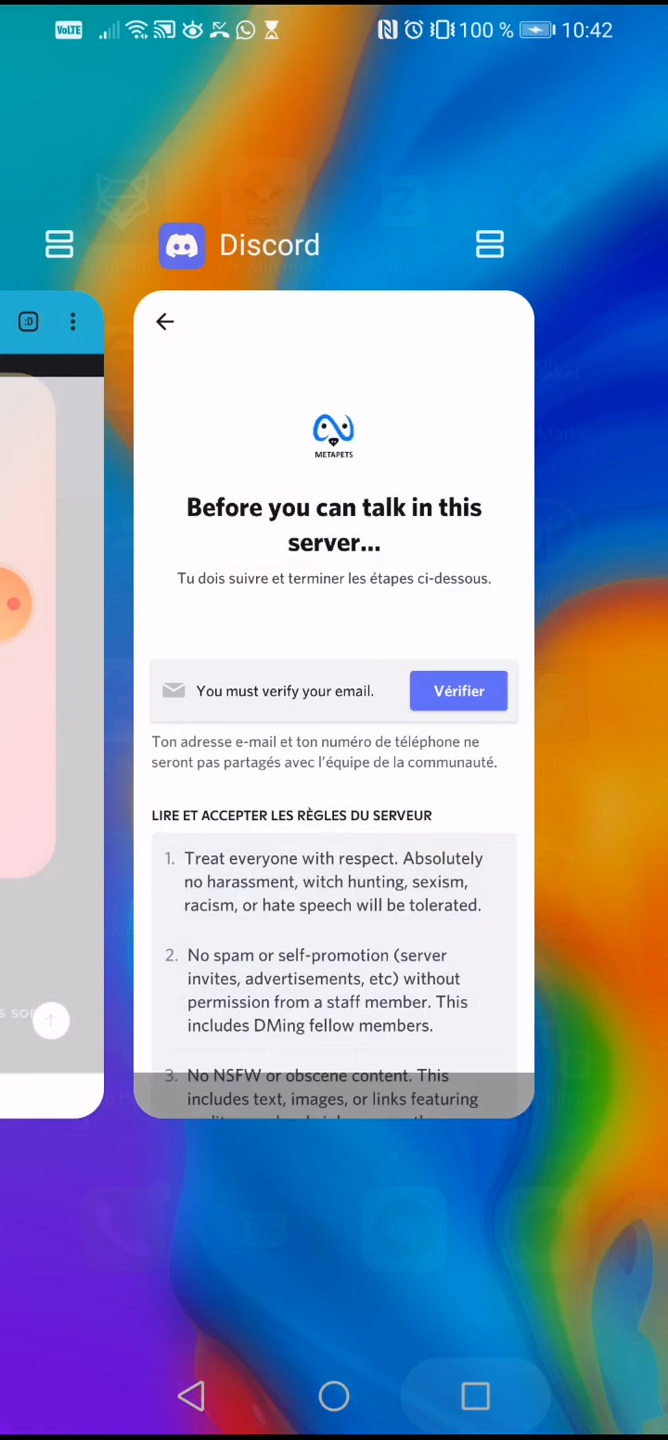 VoLTE 100 % 10:42
Discord
:D
METAPETS
Before you can talk in this
server...
Tu dois suivre et terminer les étapes ci-dessous.
You must verify your email.
Vérifier
Ton adresse e-mail et ton numéro de téléphone ne
seront pas partagés avec l'équipe de la communauté.
LIRE ET ACCEPTER LES RÈGLES DU SERVEUR
1. Treat everyone with respect. Absolutely
no harassment, witch hunting, sexism,
racism, or hate speech will be tolerated.
2. No spam or self-promotion (server
invites, advertisements, etc) without
permission from a staff member. This
includes DMing fellow members.
3. No NSFW or obscene content. This
includes text, images, or links featuring